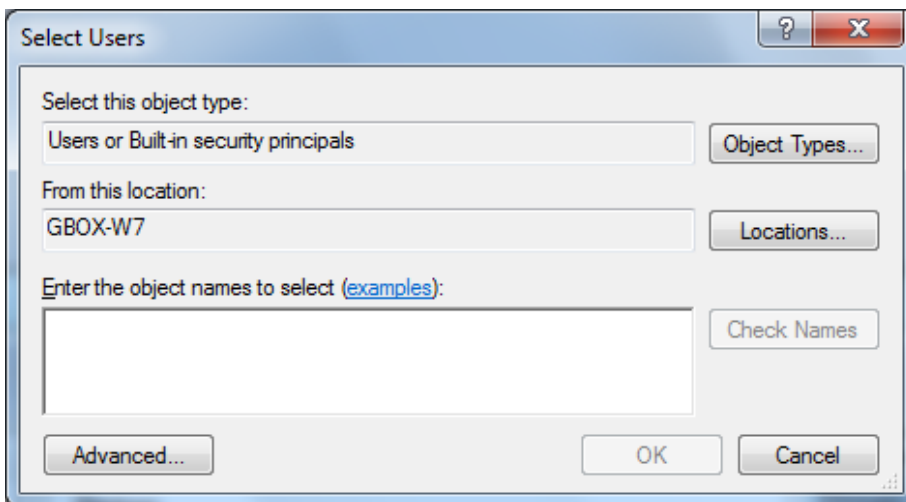 Select Users
Select this object type:
Users or Built-in security principals
Object Types...
From this location:
GBOX-W7
Locations...
Enter the object names to select (examples):
Check Names
Advanced...
OK
Cancel